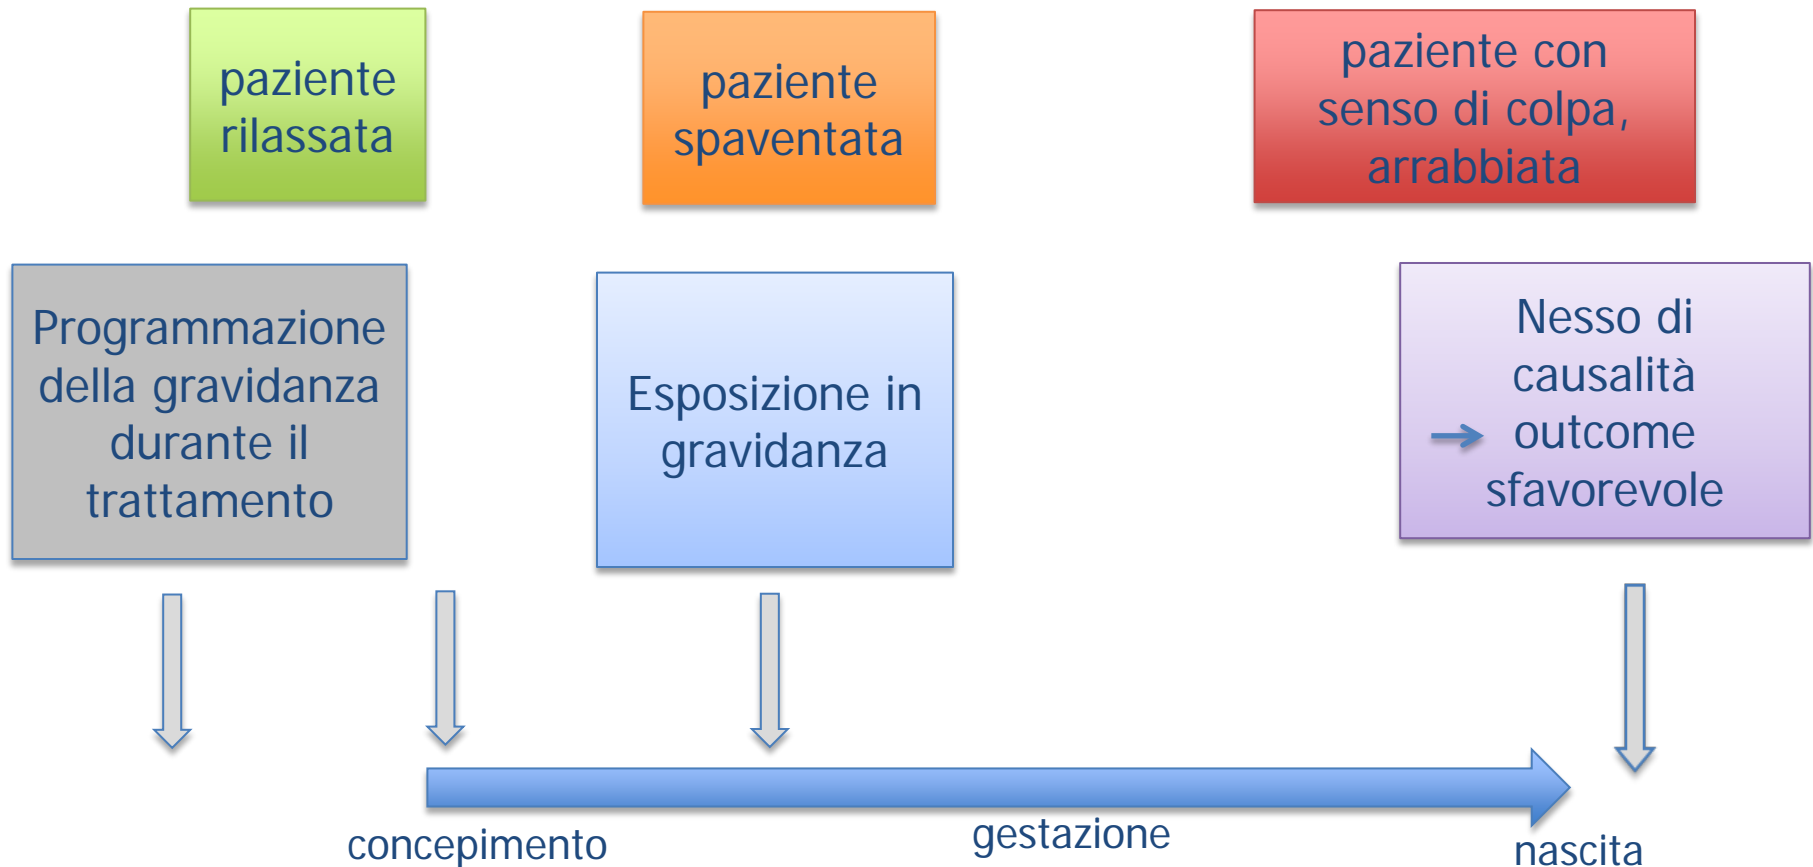 paziente
rilassata
paziente
spaventata
paziente con
senso di colpa,
arrabbiata
Programmazione
della gravidanza
durante il
trattamento
Esposizione in
gravidanza
Nesso di
causalità
outcome
sfavorevole
concepimento
gestazione
nascita